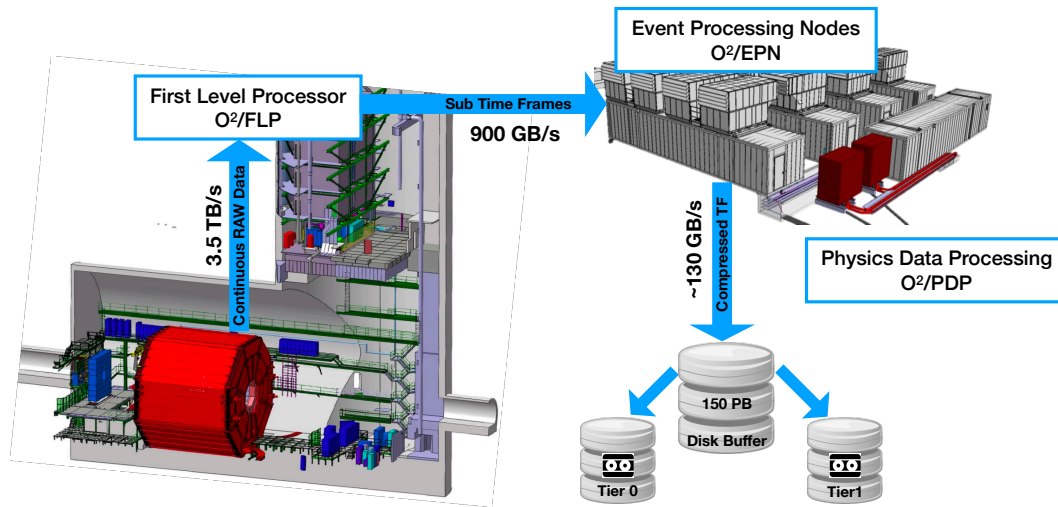 Event Processing Nodes
O²/EPN
First Level Processor
O²/FLP
Sub Time Frames
900 GB/s
3.5 TB/s
Continuous RAW Data
~130 GB/s
Compressed TF
Physics Data Processing
O²/PDP
150 PB
Disk Buffer
Tier 0
Tier1